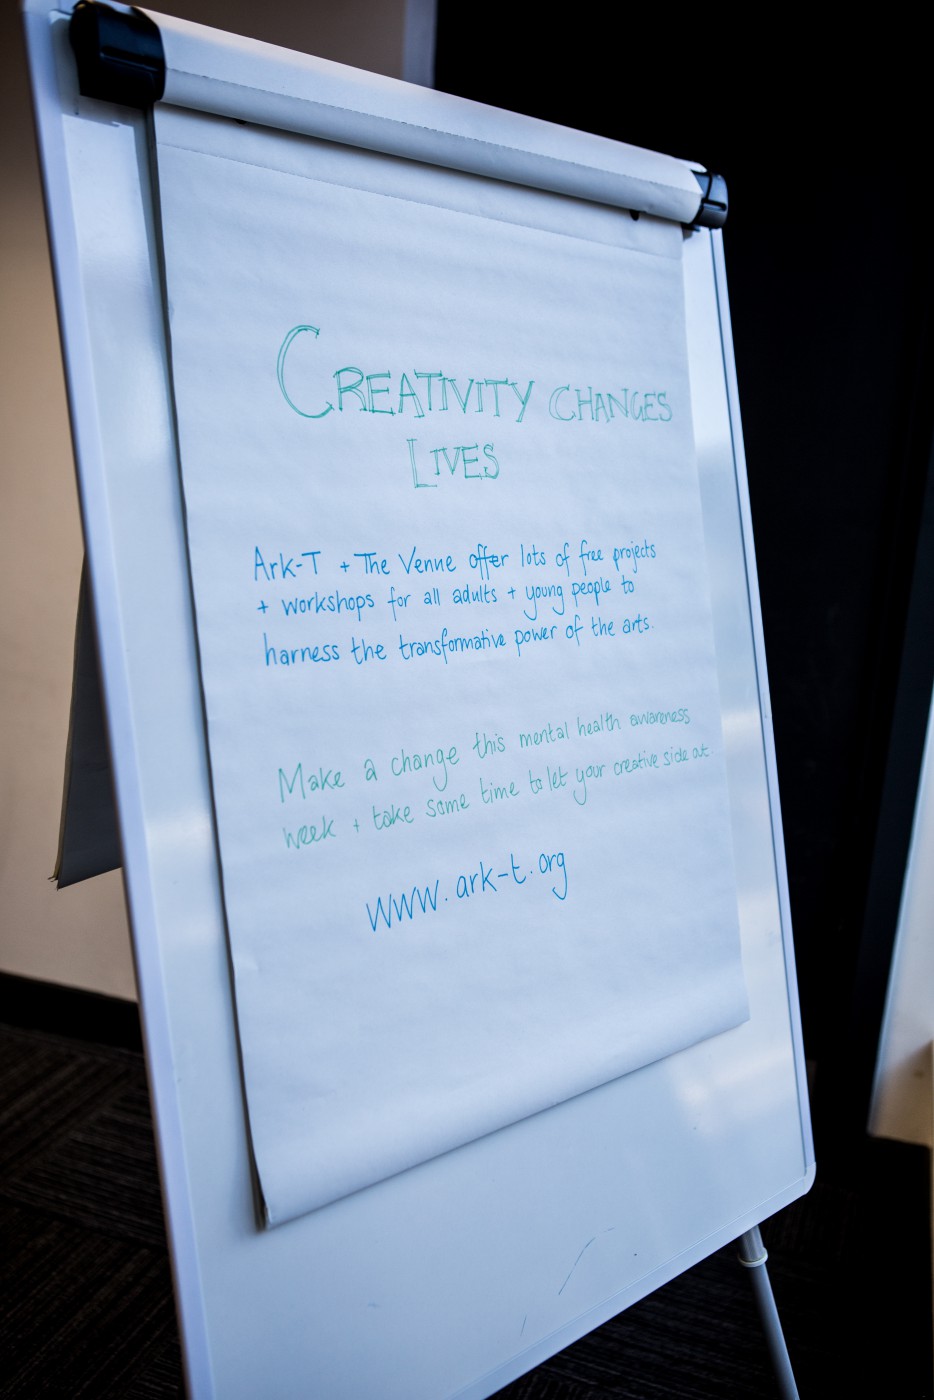 CREATIVITY CHANGES
LIVES
Ark-T + The Venue offer lots of free projects
+ workshops for all adults + young people to
harness the transformative power of the arts.
Make a change this mental health awareness
week + take some time to let your creative side out.
www.ark-t.org